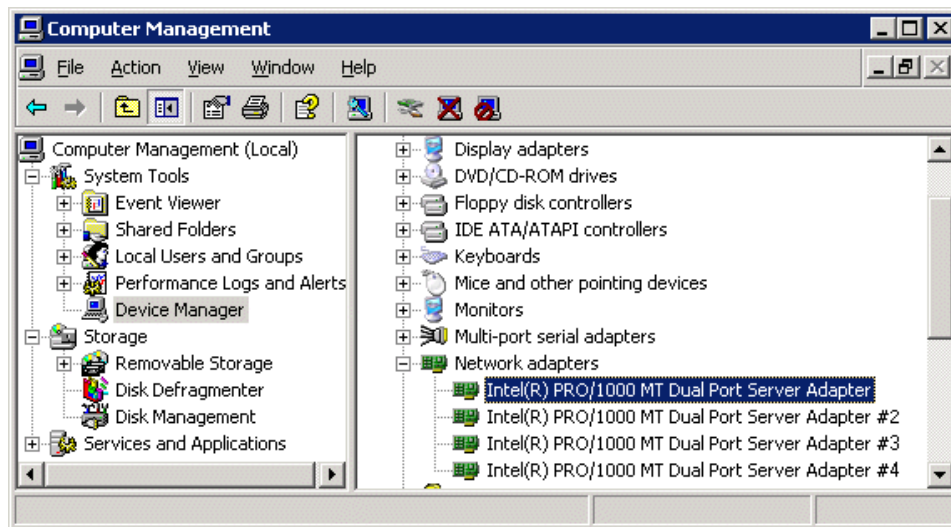 Computer Management
File Action View Window Help
Computer Management (Local)
System Tools
Event Viewer
Shared Folders
Local Users and Groups
Performance Logs and Alerts
Device Manager
Storage
Removable Storage
Disk Defragmenter
Disk Management
Services and Applications
Display adapters
DVD/CD-ROM drives
Floppy disk controllers
IDE ATA/ATAPI controllers
Keyboards
Mice and other pointing devices
Monitors
Multi-port serial adapters
Network adapters
Intel(R) PRO/1000 MT Dual Port Server Adapter
Intel(R) PRO/1000 MT Dual Port Server Adapter #2
Intel(R) PRO/1000 MT Dual Port Server Adapter #3
Intel(R) PRO/1000 MT Dual Port Server Adapter #4